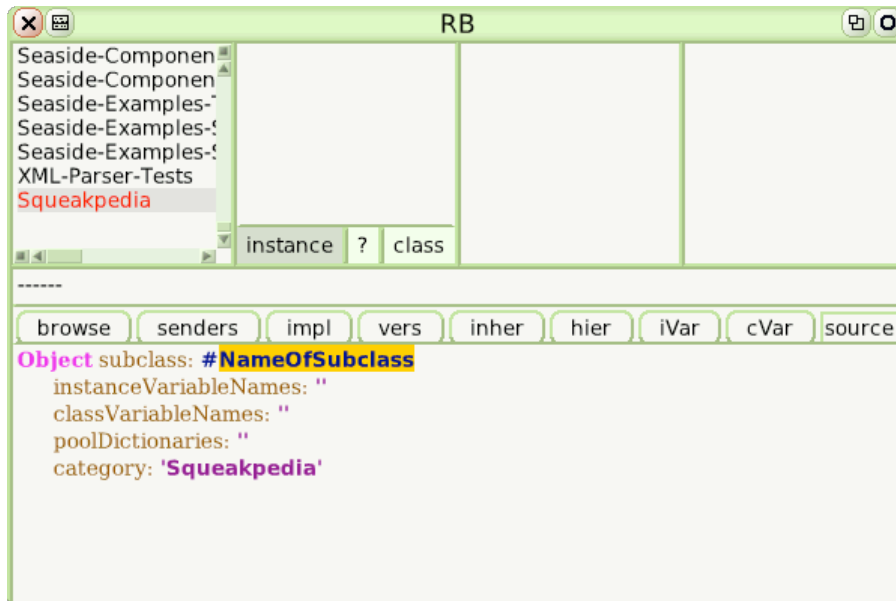 RB
Seaside-Componen
Seaside-Componen
Seaside-Examples-T
Seaside-Examples-S
Seaside-Examples-S
XML-Parser-Tests
Squeakpedia
instance ? class
------
browse senders impl vers inher hier iVar cVar source
Object subclass: #NameOfSubclass
instanceVariableNames: ''
classVariableNames: ''
poolDictionaries: ''
category: 'Squeakpedia'